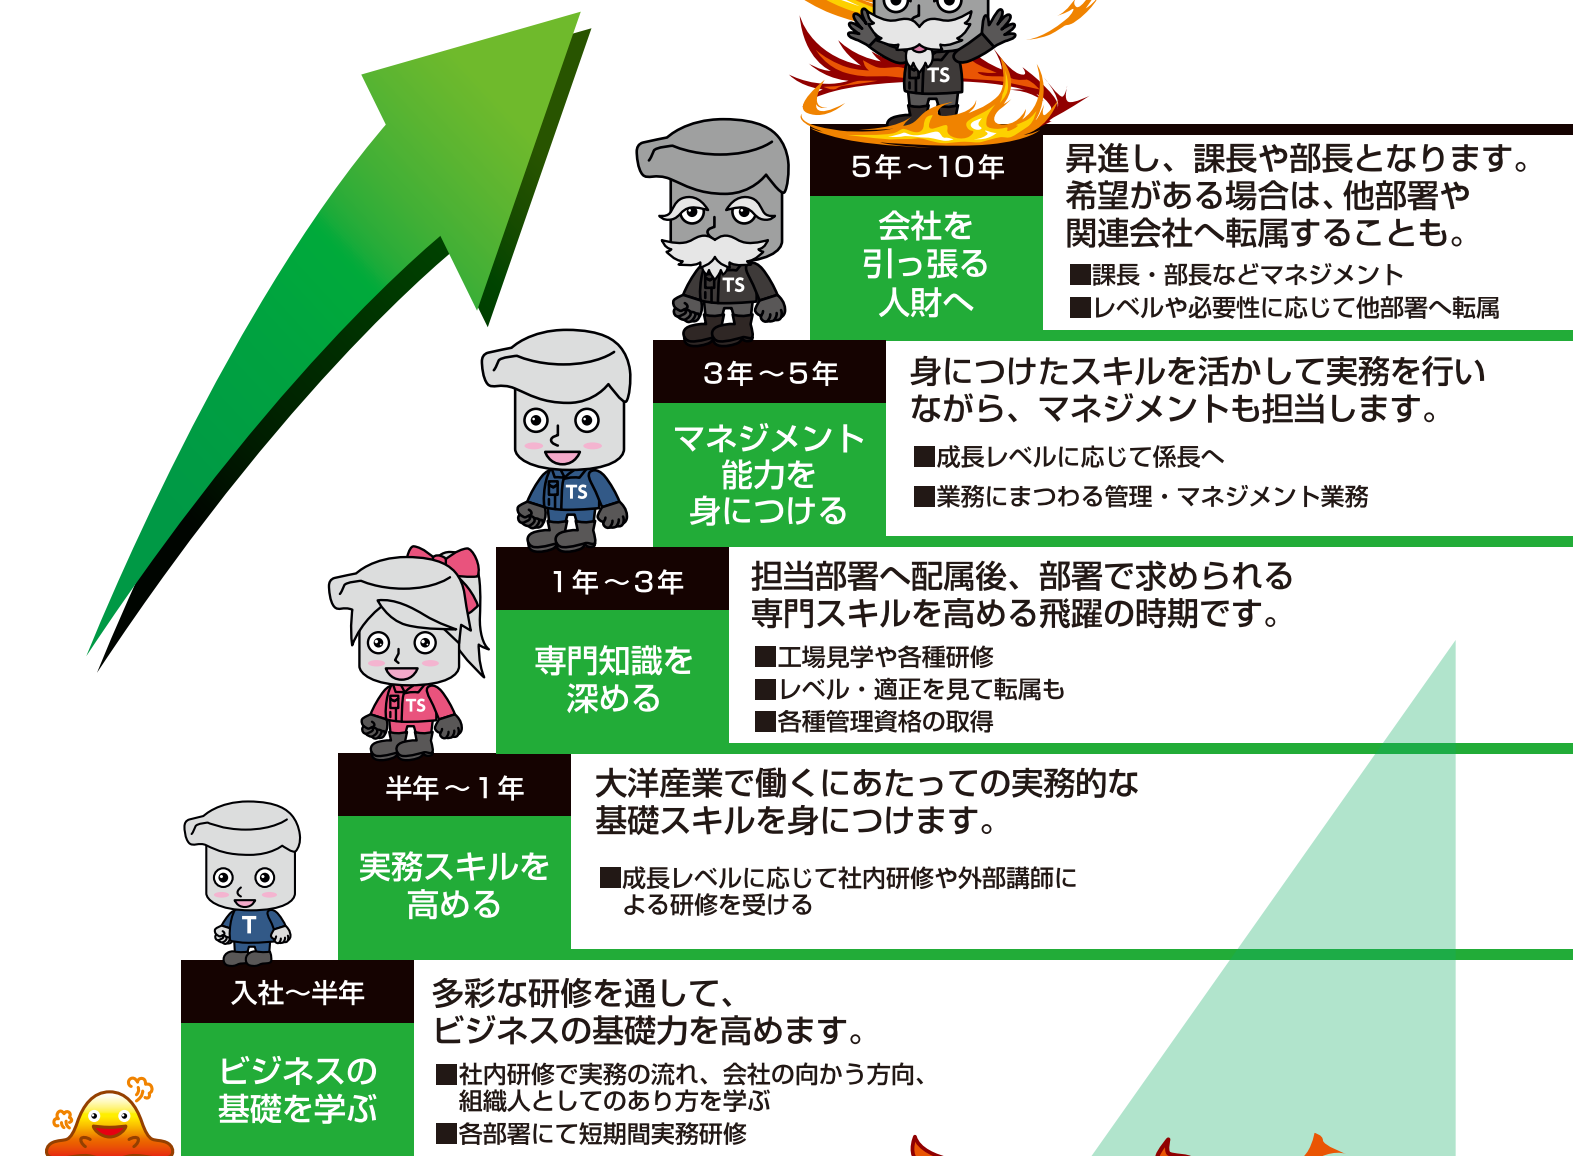 TS
5年～10年
会社を
引っ張る
人財へ
昇進し、課長や部長となります。
希望がある場合は、他部署や
関連会社へ転属することも。
■課長・部長などマネジメント
■レベルや必要性に応じて他部署へ転属
TS
3年～5年
マネジメント
能力を
身につける
身につけたスキルを活かして実務を行い
ながら、マネジメントも担当します。
■成長レベルに応じて係長へ
■業務にまつわる管理・マネジメント業務
TS
1年～3年
専門知識を
深める
担当部署へ配属後、部署で求められる
専門スキルを高める飛躍の時期です。
■工場見学や各種研修
■レベル・適正を見て転属も
■各種管理資格の取得
TS
半年～1年
実務スキルを
高める
大洋産業で働くにあたっての実務的な
基礎スキルを身につけます。
■成長レベルに応じて社内研修や外部講師に
よる研修を受ける
T
入社～半年
ビジネスの
基礎を学ぶ
多彩な研修を通して、
ビジネスの基礎力を高めます。
■社内研修で実務の流れ、会社の向かう方向、
組織人としてのあり方を学ぶ
■各部署にて短期間実務研修